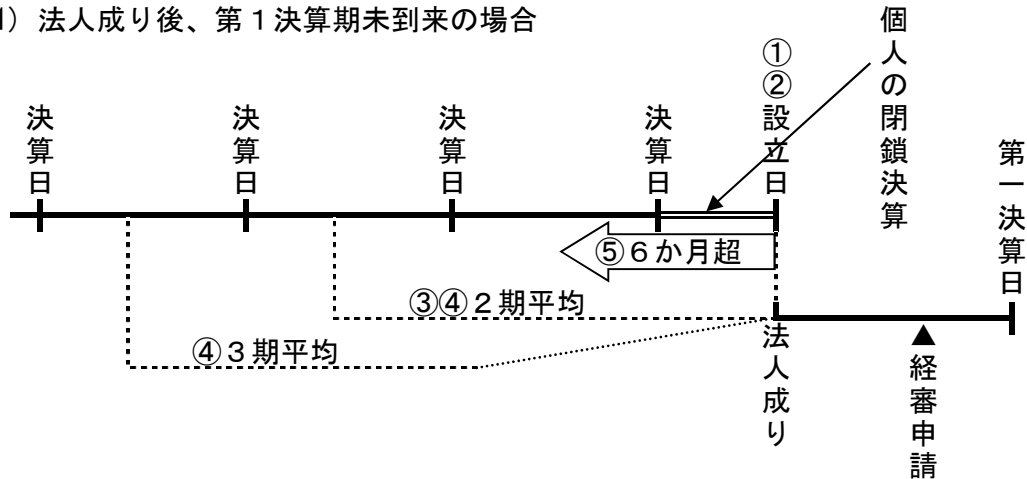 1) 法人成り後、第１決算期未到来の場合
決算日
決算日
決算日
決算日
①②設立日
個人の閉鎖決算
第一決算日
⑤６か月超
③④２期平均
④３期平均
法人成り
▲経審申請